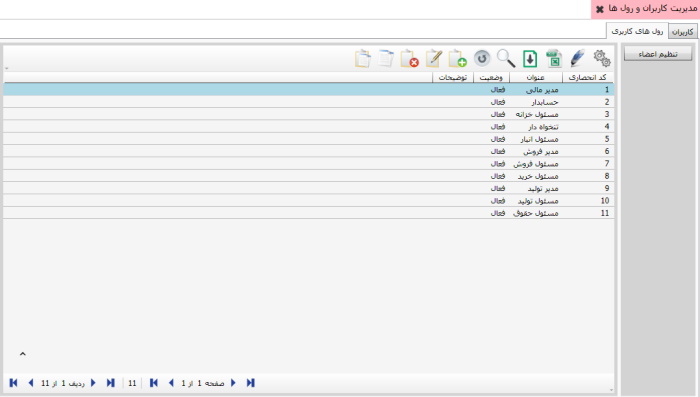 مدیریت کاربران و رول ها
کاربران رول های کاربری
تنظیم اعضاء
کد انحصاری عنوان وضعیت توضیحات
1 مدیر مالی فعال
2 حسابدار فعال
3 مسئول خزانه فعال
4 تنخواه دار فعال
5 مسئول انبار فعال
6 مدیر فروش فعال
7 مسئول فروش فعال
8 مسئول خرید فعال
9 مدیر تولید فعال
10 مسئول تولید فعال
11 مسئول حقوق فعال
صفحه 1 از 1 11 ردیف 1 از 11